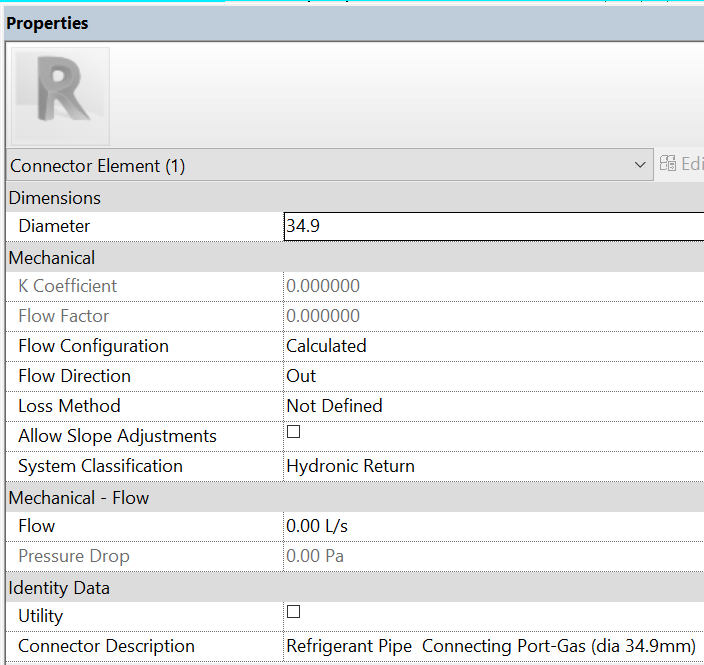 Properties
Connector Element (1)
Edi
Dimensions
Diameter 34.9
Mechanical
K Coefficient 0.000000
Flow Factor 0.000000
Flow Configuration Calculated
Flow Direction Out
Loss Method Not Defined
Allow Slope Adjustments
System Classification Hydronic Return
Mechanical - Flow
Flow 0.00 L/s
Pressure Drop 0.00 Pa
Identity Data
Utility
Connector Description Refrigerant Pipe  Connecting Port-Gas (dia 34.9mm)